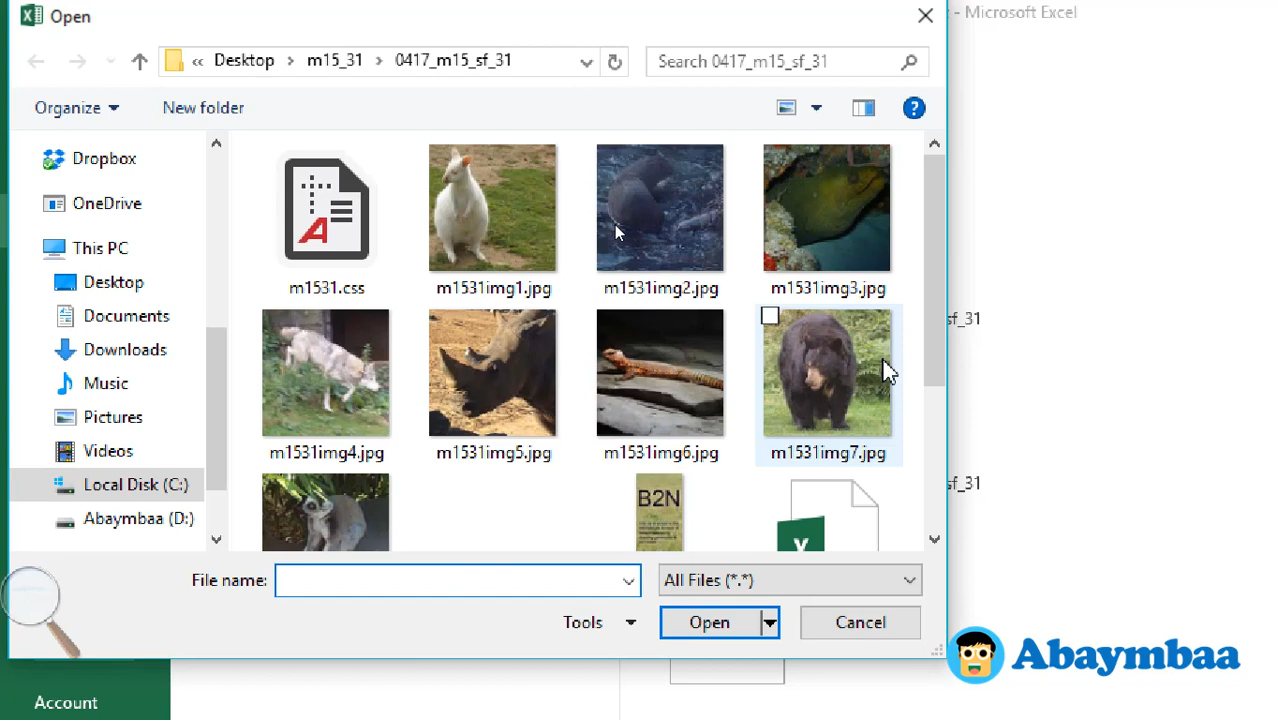 Open
- Microsoft Excel
«
Desktop
m15_31
0417_m15_sf_31
Search 0417_m15_sf_31
Organize
New folder
Dropbox
OneDrive
This PC
Desktop
Documents
Downloads
Music
Pictures
Videos
Local Disk (C:)
Abaymbaa (D:)
A
m1531.css
m1531img1.jpg
m1531img2.jpg
m1531img3.jpg
m1531img4.jpg
m1531img5.jpg
m1531img6.jpg
m1531img7.jpg
B2N
X
sf_31
sf_31
File name:
All Files (*.*)
Tools
Open
Cancel
Account
Abaymbaa